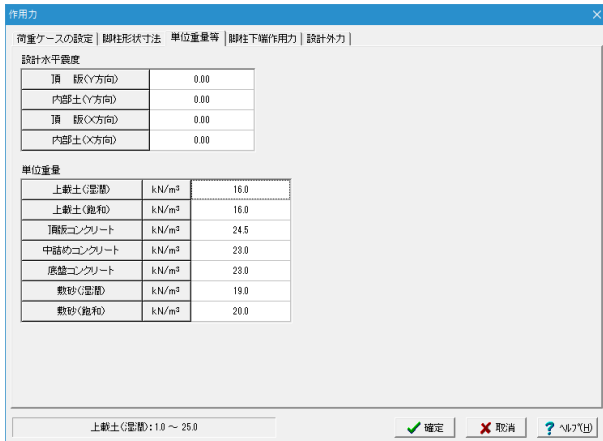 作用力
荷重ケースの設定 脚柱形状寸法 単位重量等 脚柱下端作用力 設計外力
設計水平震度
頂 版(Y方向) 0.00
内部土(Y方向) 0.00
頂 版(X方向) 0.00
内部土(X方向) 0.00
単位重量
上載土(湿潤) kN/m³ 16.0
上載土(飽和) kN/m³ 16.0
頂版コンクリート kN/m³ 24.5
中詰めコンクリート kN/m³ 23.0
底盤コンクリート kN/m³ 23.0
敷砂(湿潤) kN/m³ 19.0
敷砂(飽和) kN/m³ 20.0
上載土(湿潤):1.0 ～ 25.0
確定 取消 ? ヘルプ(H)